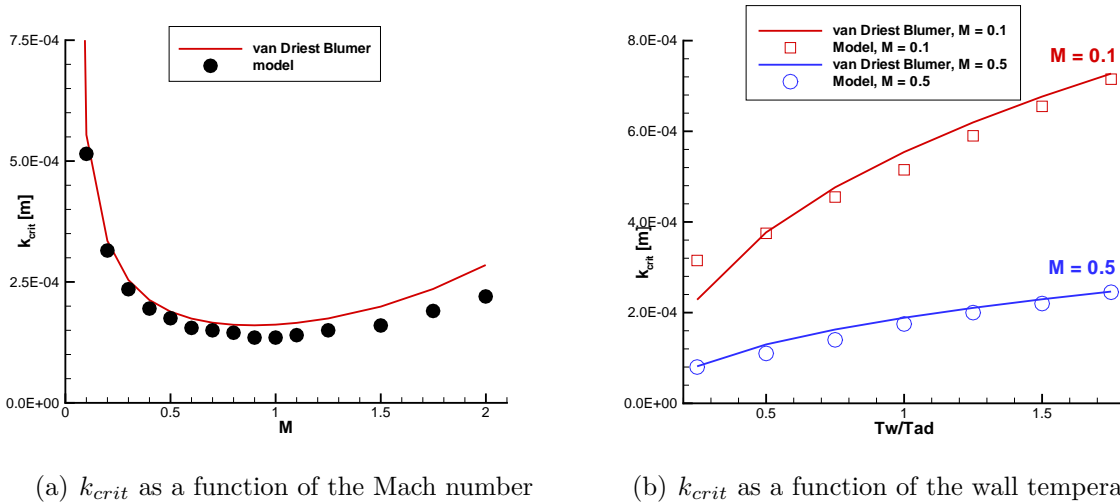 7.5E-04
5.0E-04
2.5E-04
0.0E+00
k_crit [m]
van Driest Blumer
model
0
0.5
1
1.5
2
M
8.0E-04
6.0E-04
4.0E-04
2.0E-04
0.0E+00
k_crit [m]
van Driest Blumer, M = 0.1
Model, M = 0.1
van Driest Blumer, M = 0.5
Model, M = 0.5
M = 0.1
M = 0.5
0.5
1
1.5
Tw/Tad
(a) k_crit as a function of the Mach number
(b) k_crit as a function of the wall tempera